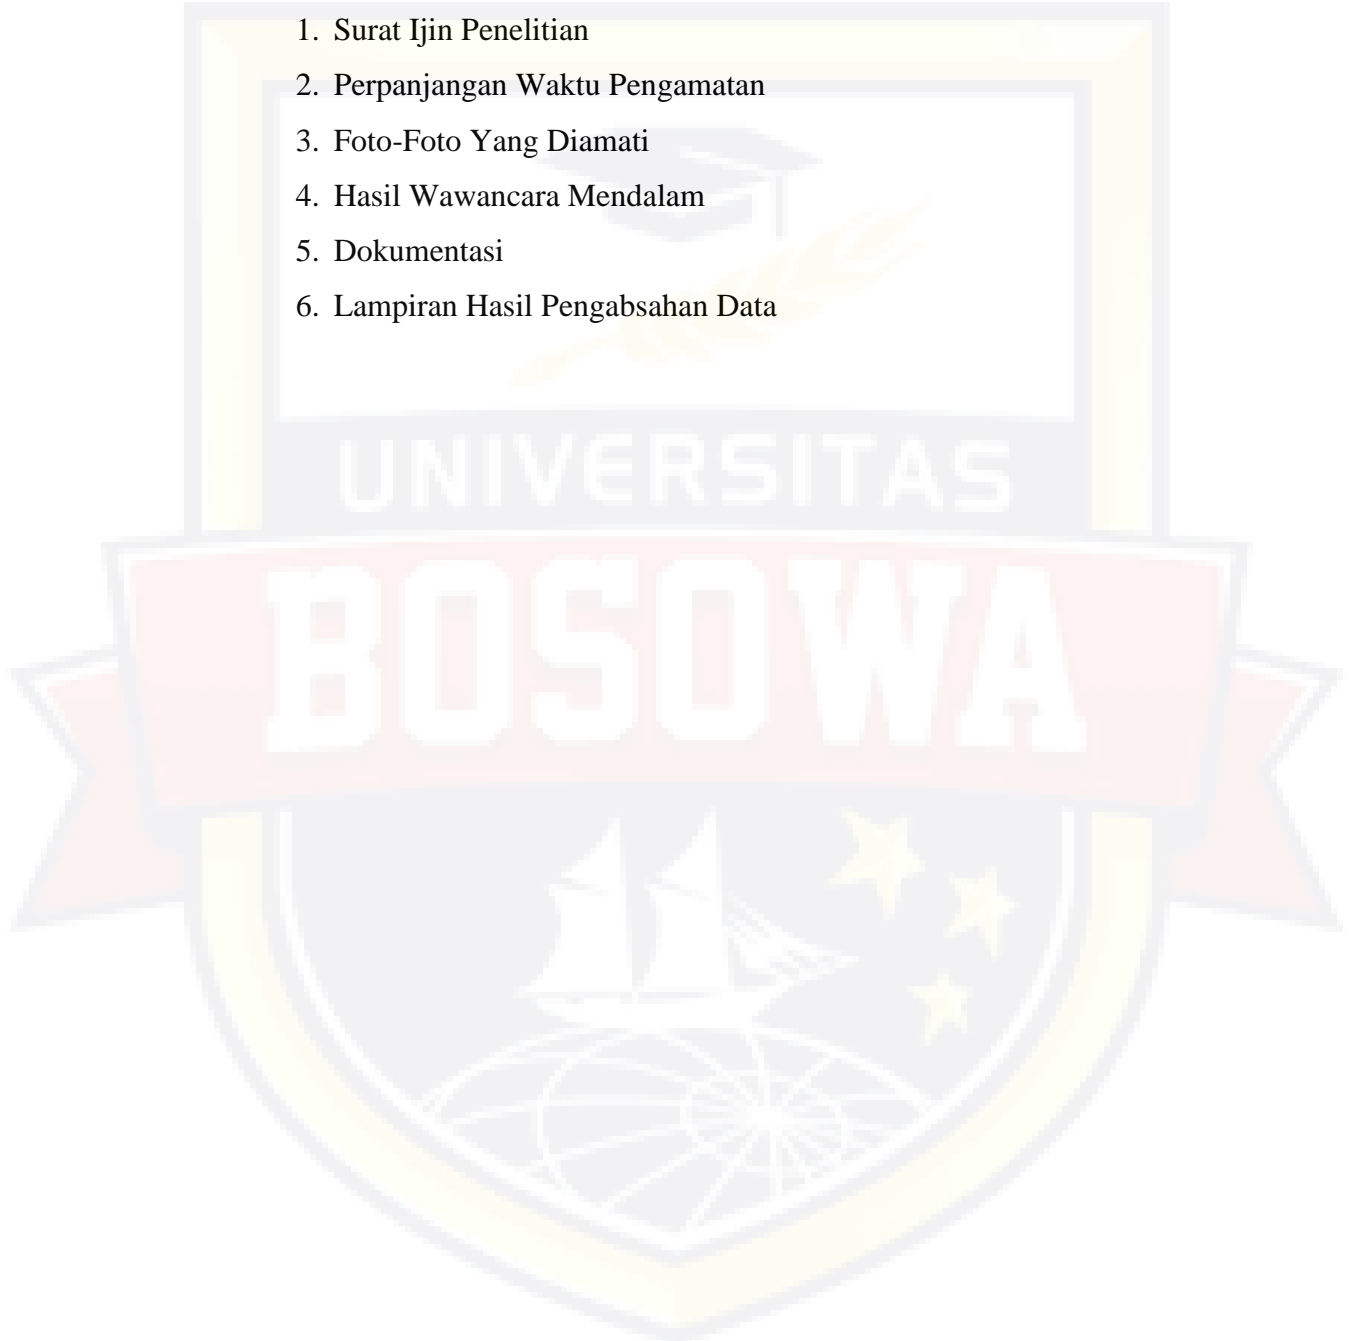 1. Surat Ijin Penelitian
2. Perpanjangan Waktu Pengamatan
3. Foto-Foto Yang Diamati
4. Hasil Wawancara Mendalam
5. Dokumentasi
6. Lampiran Hasil Pengabsahan Data
UNIVERSITAS
BOSOWA